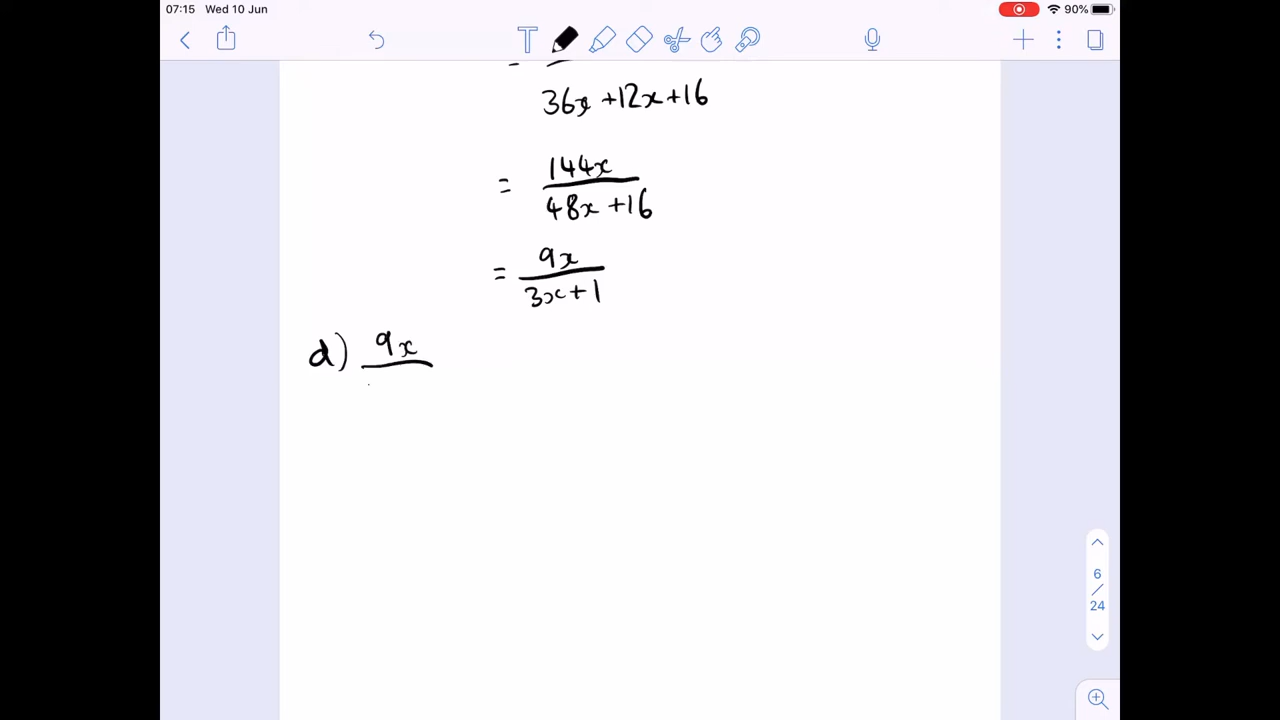 07:15 Wed 10 Jun 90%
T
=
36x +12x+16
= 144x
48x +16
= 9x
3x+1
d) 9x
6
/
24